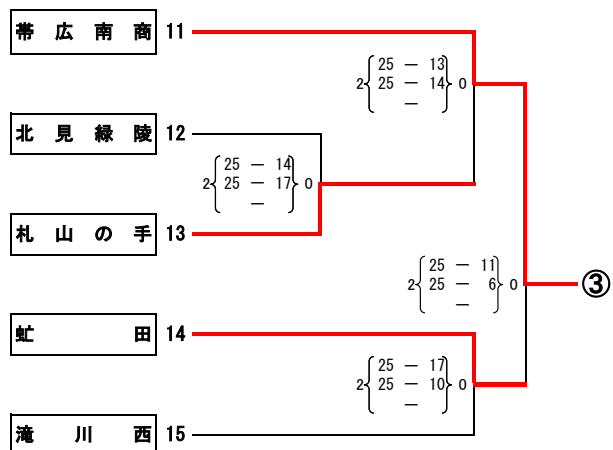 帯広南商 11
25 — 13
2 25 — 14 0
—
北見緑陵 12
25 — 14
2 25 — 17 0
—
札山の手 13
25 — 11
2 25 — 6 0
—
③
虻田 14
25 — 17
2 25 — 10 0
—
滝川西 15